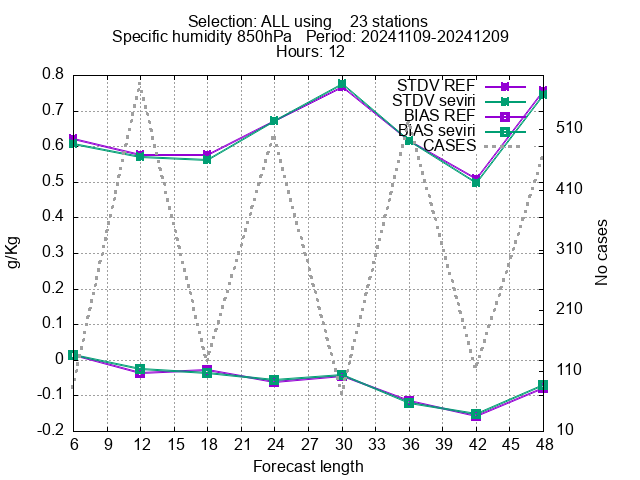 Selection: ALL using    23 stations
Specific humidity 850hPa   Period: 20241109-20241209
Hours: 12
STDV REF
STDV seviri
BIAS REF
BIAS seviri
CASES
0.8
0.7
0.6
0.5
0.4
0.3
0.2
0.1
0
-0.1
-0.2
g/Kg
510
410
310
210
110
10
No cases
6 9 12 15 18 21 24 27 30 33 36 39 42 45 48
Forecast length